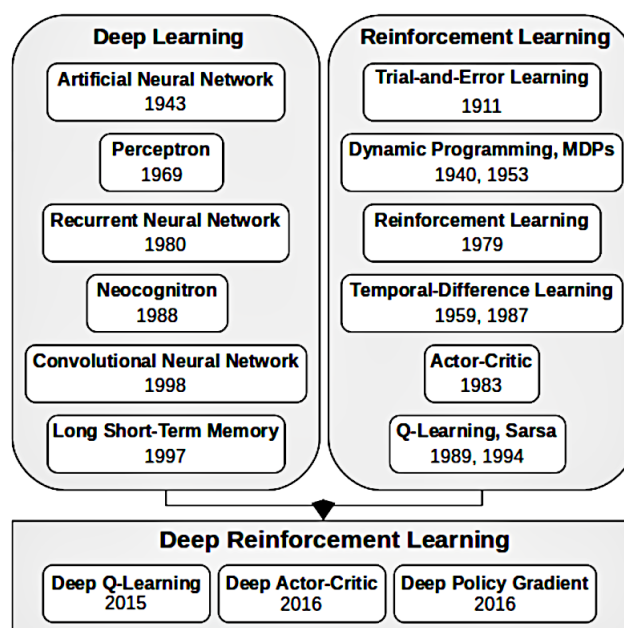 Deep Learning
Artificial Neural Network
1943
Perceptron
1969
Recurrent Neural Network
1980
Neocognitron
1988
Convolutional Neural Network
1998
Long Short-Term Memory
1997
Reinforcement Learning
Trial-and-Error Learning
1911
Dynamic Programming, MDPs
1940, 1953
Reinforcement Learning
1979
Temporal-Difference Learning
1959, 1987
Actor-Critic
1983
Q-Learning, Sarsa
1989, 1994
Deep Reinforcement Learning
Deep Q-Learning
2015
Deep Actor-Critic
2016
Deep Policy Gradient
2016